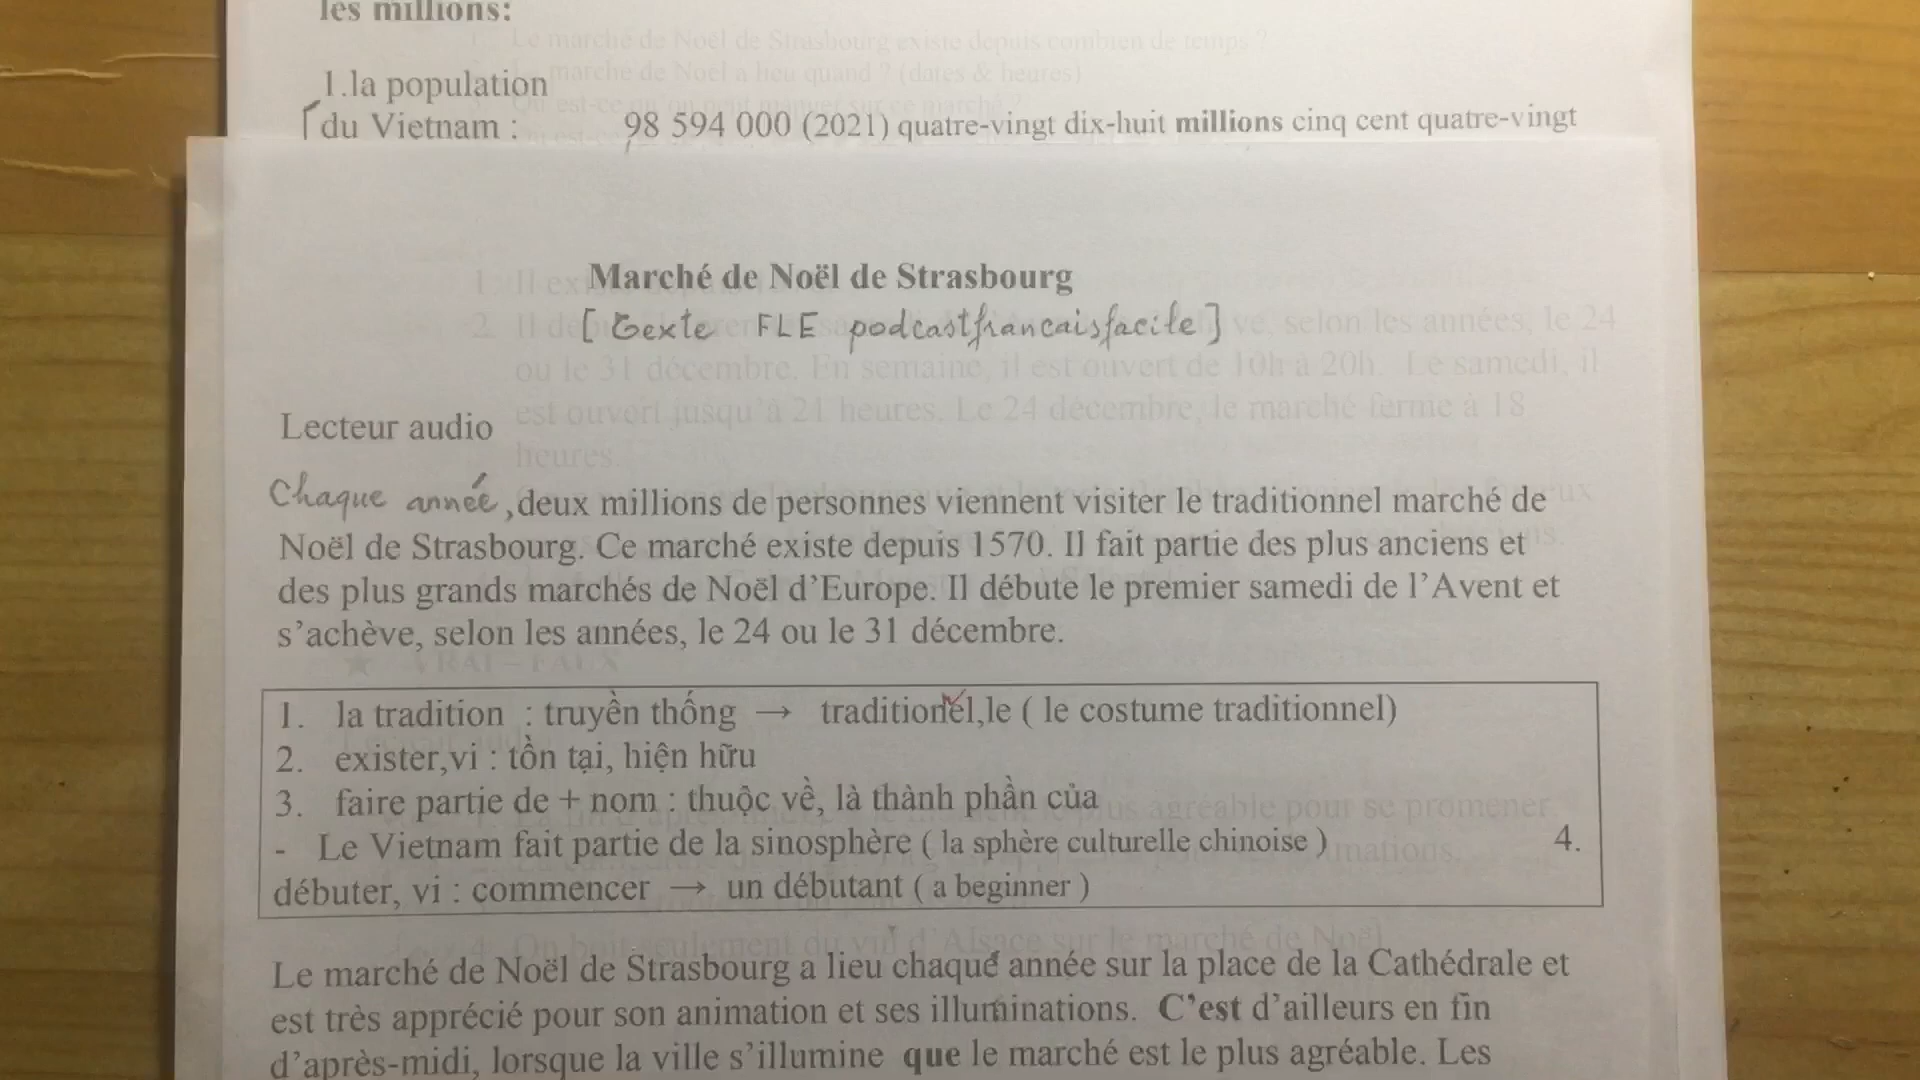 les millions:
1.la population
du Vietnam : 98 594 000 (2021) quatre-vingt dix-huit millions cinq cent quatre-vingt
Marché de Noël de Strasbourg
[Texte FLE podcastfrancaisfacile]
Lecteur audio
Chaque année, deux millions de personnes viennent visiter le traditionnel marché de
Noël de Strasbourg. Ce marché existe depuis 1570. Il fait partie des plus anciens et
des plus grands marchés de Noël d'Europe. Il débute le premier samedi de l'Avent et
s'achève, selon les années, le 24 ou le 31 décembre.
1. la tradition : truyền thống → traditionel,le ( le costume traditionnel)
2. exister,vi : tồn tại, hiện hữu
3. faire partie de + nom : thuộc về, là thành phần của
- Le Vietnam fait partie de la sinosphère ( la sphère culturelle chinoise ) 4.
débuter, vi : commencer → un débutant ( a beginner )
Le marché de Noël de Strasbourg a lieu chaque année sur la place de la Cathédrale et
est très apprécié pour son animation et ses illuminations. C'est d'ailleurs en fin
d'après-midi, lorsque la ville s'illumine que le marché est le plus agréable. Les